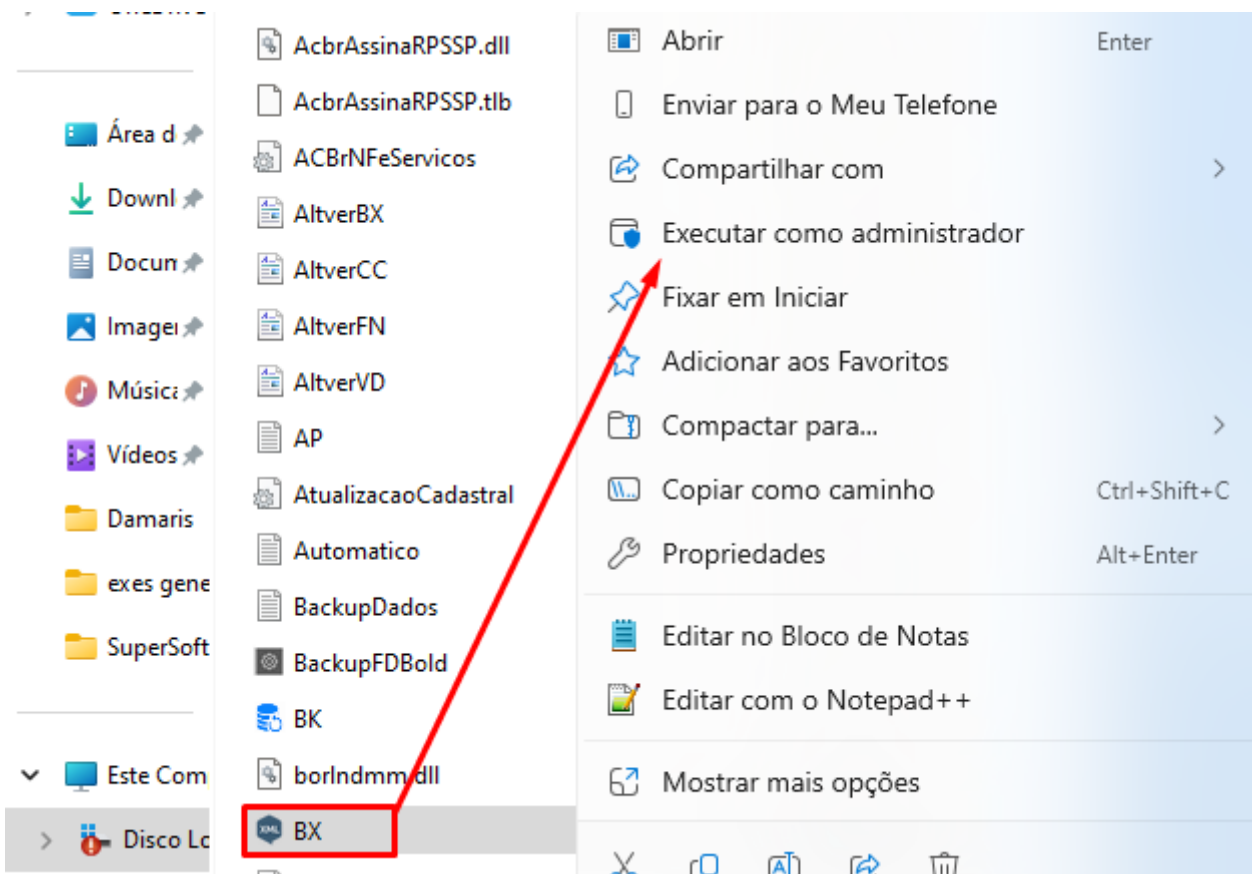 Área d
Downl
Docum
Image
Música
Vídeos
Damaris
exes gene
SuperSoft
Este Com
Disco Lo
AcbrAssinaRPSSP.dll
AcbrAssinaRPSSP.tlb
ACBrNFeServicos
AltverBX
AltverCC
AltverFN
AltverVD
AP
AtualizacaoCadastral
Automatico
BackupDados
BackupFDBold
BK
borlndmm.dll
XML BX
Abrir Enter
Enviar para o Meu Telefone
Compartilhar com
Executar como administrador
Fixar em Iniciar
Adicionar aos Favoritos
Compactar para...
Copiar como caminho Ctrl+Shift+C
Propriedades Alt+Enter
Editar no Bloco de Notas
Editar com o Notepad++
Mostrar mais opções